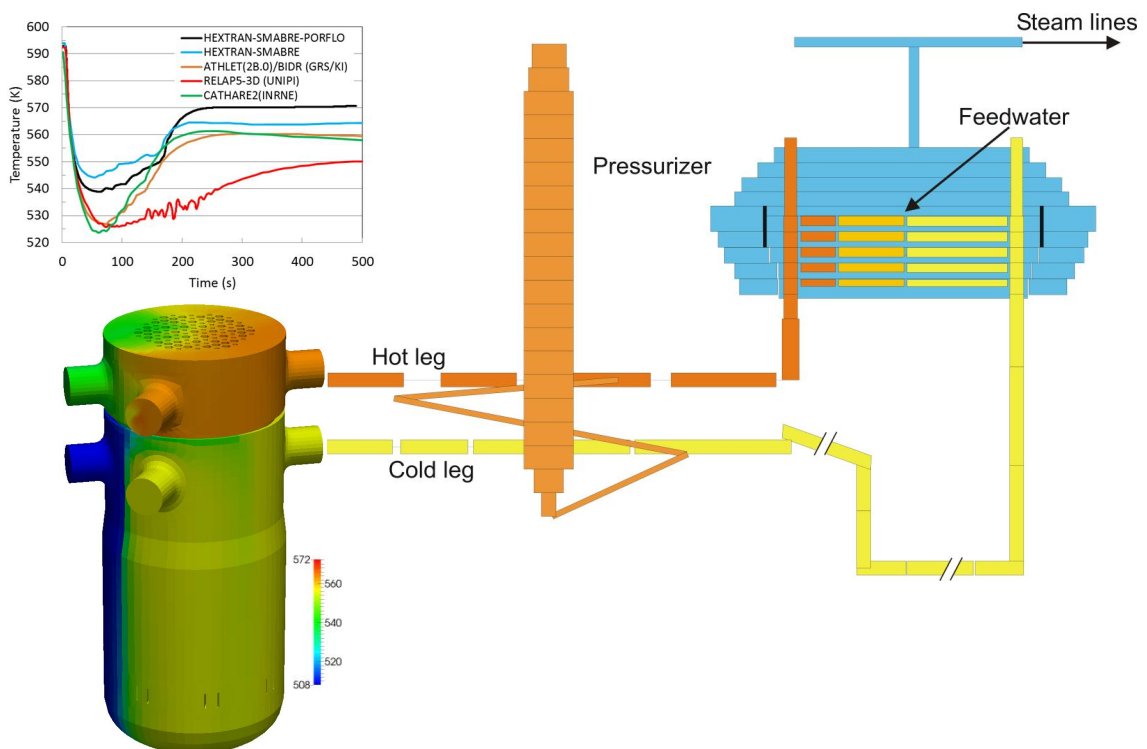 600
590
580
570
560
550
540
530
520
Temperature (K)
HEXTRAN-SMABRE-PORFLO
HEXTRAN-SMABRE
ATHLET(2B.0)/BIDR (GRS/KI)
RELAP5-3D (UNIPI)
CATHARE2(INRNE)
0 100 200 300 400 500
Time (s)
Steam lines
Feedwater
Pressurizer
Hot leg
Cold leg
572
560
540
520
508